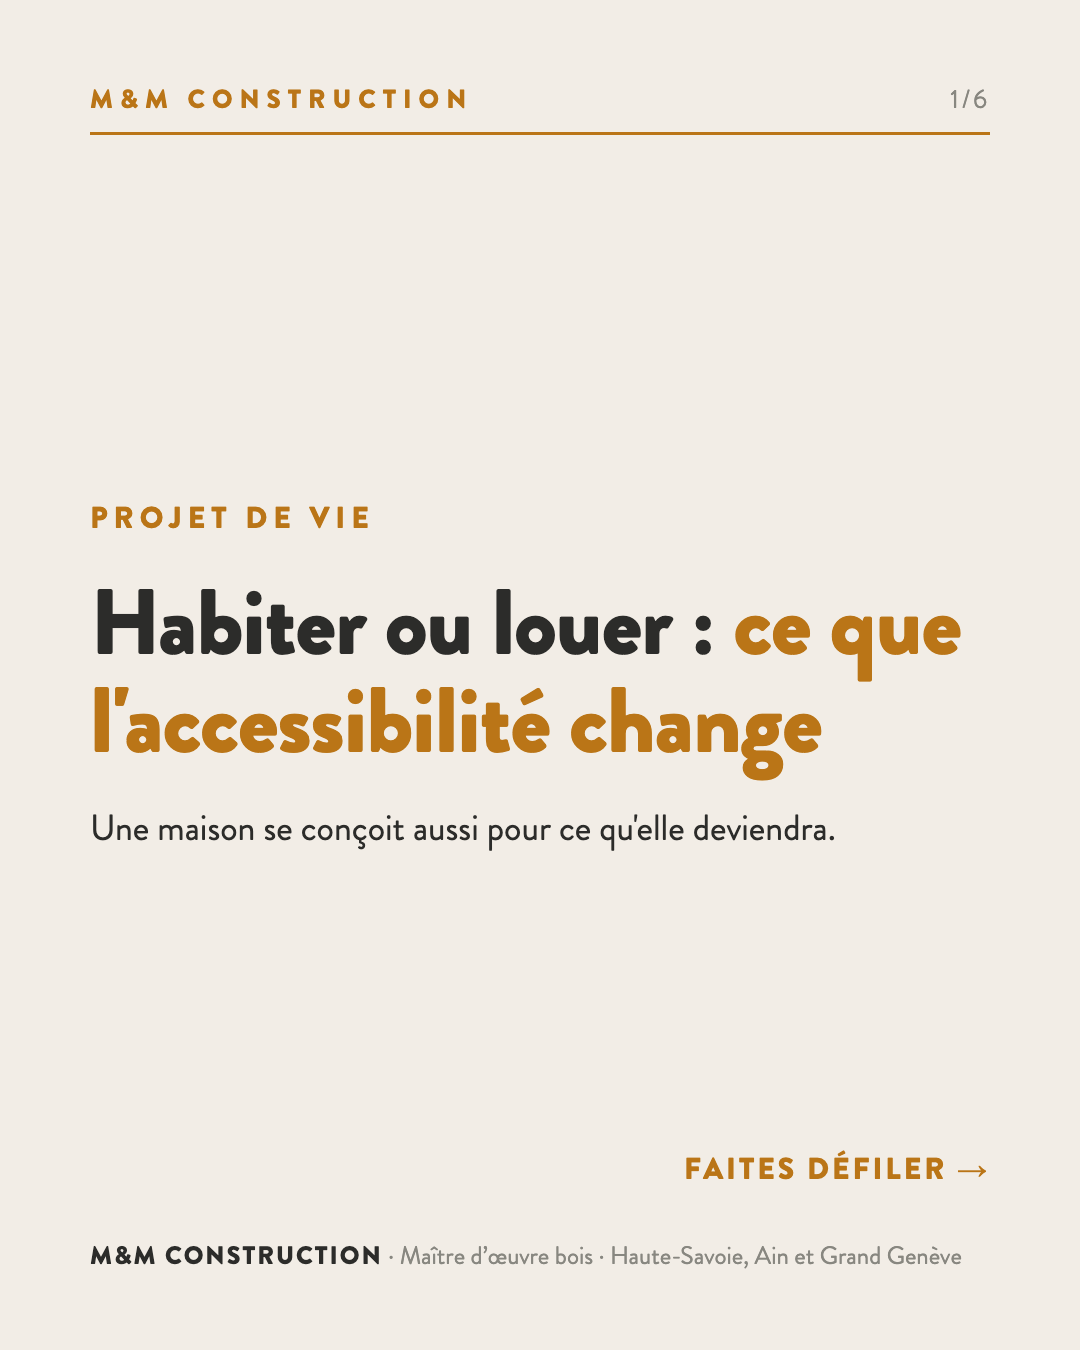 M&M CONSTRUCTION
1/6
PROJET DE VIE
Habiter ou louer : ce que
l'accessibilité change
Une maison se conçoit aussi pour ce qu'elle deviendra.
FAITES DÉFILER →
M&M CONSTRUCTION · Maître d’œuvre bois · Haute-Savoie, Ain et Grand Genève